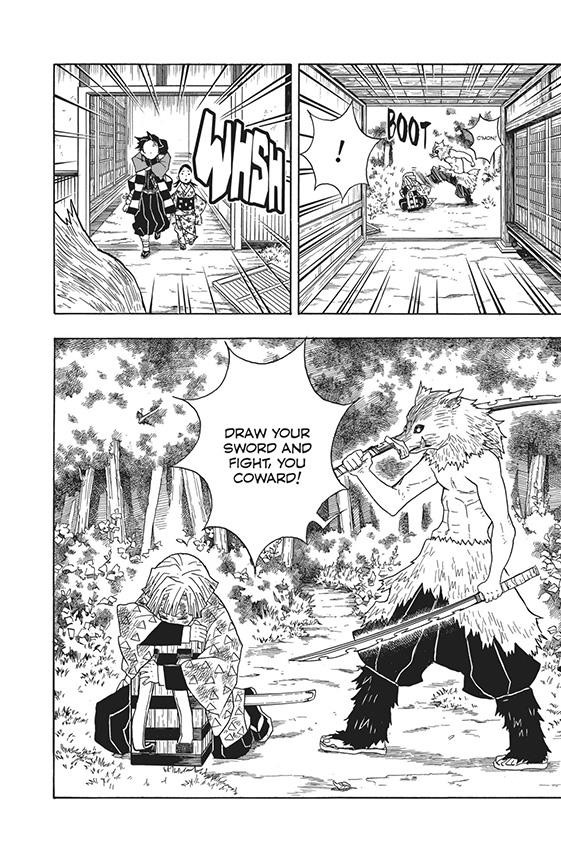 C'MON!
BOOT
!
WHSH
DRAW YOUR
SWORD AND
FIGHT, YOU
COWARD!